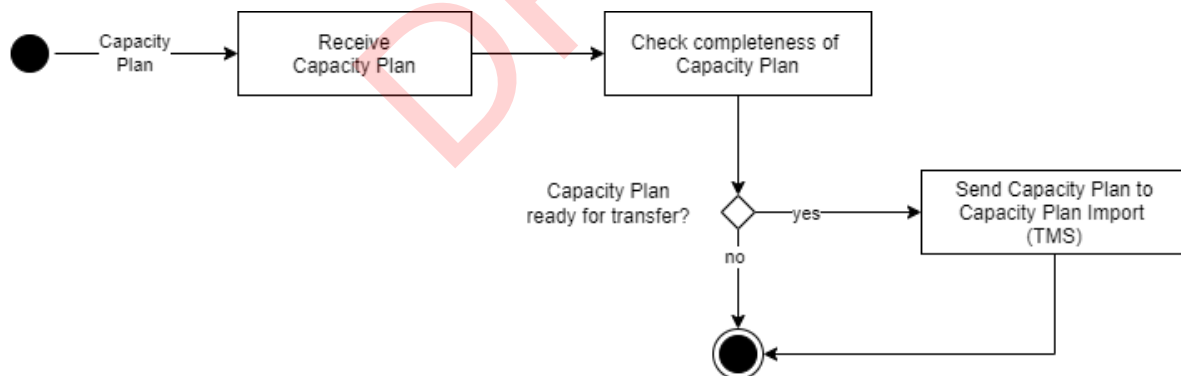 Capacity
Plan
Receive
Capacity Plan
Check completeness of
Capacity Plan
Capacity Plan
ready for transfer?
yes
Send Capacity Plan to
Capacity Plan Import
(TMS)
no